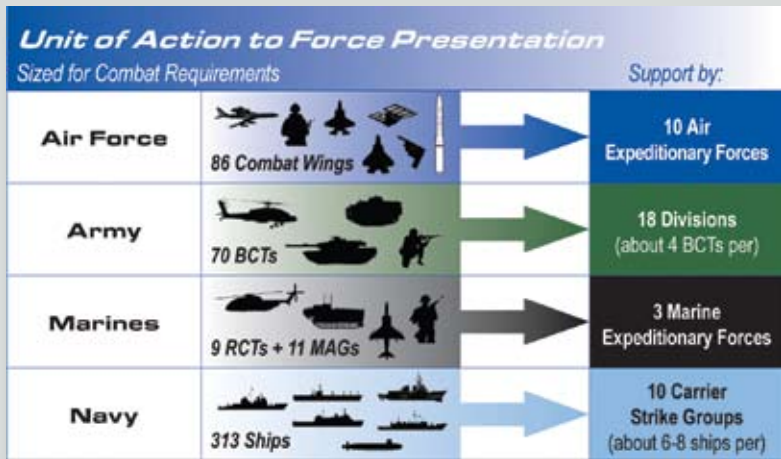 Unit of Action to Force Presentation
Sized for Combat Requirements
Support by:
Air Force
86 Combat Wings
10 Air
Expeditionary Forces
Army
70 BCTs
18 Divisions
(about 4 BCTs per)
Marines
9 RCTs + 11 MAGs
3 Marine
Expeditionary Forces
Navy
313 Ships
10 Carrier
Strike Groups
(about 6-8 ships per)